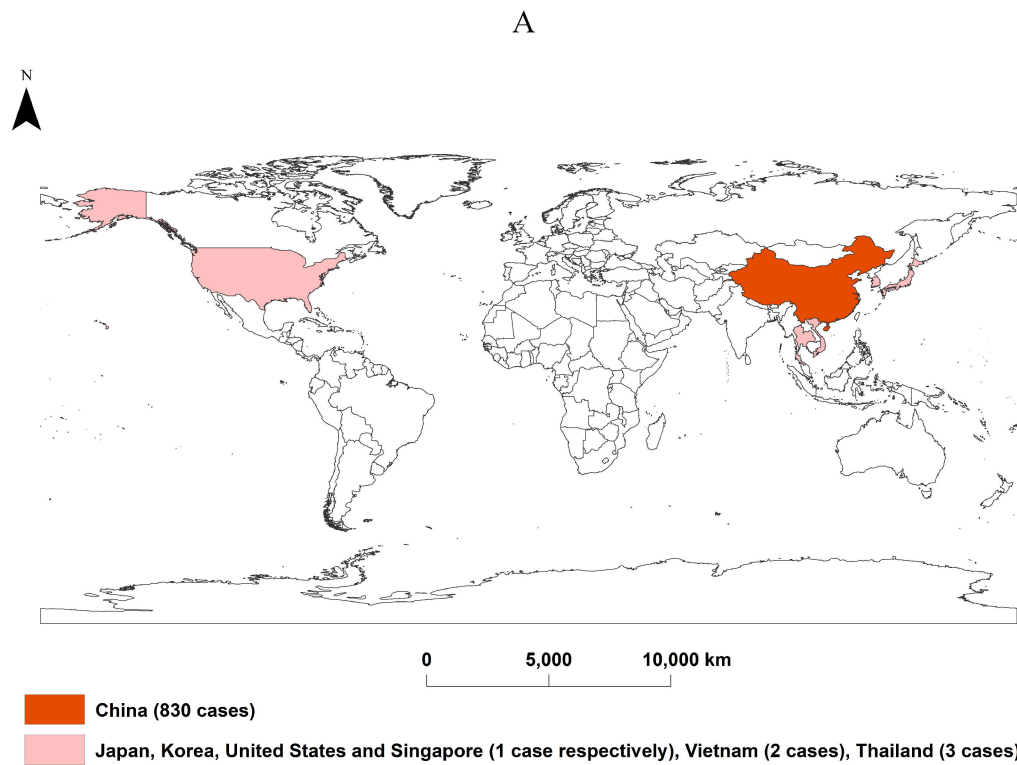 A
N
0 5,000 10,000 km
China (830 cases)
Japan, Korea, United States and Singapore (1 case respectively), Vietnam (2 cases), Thailand (3 cases)